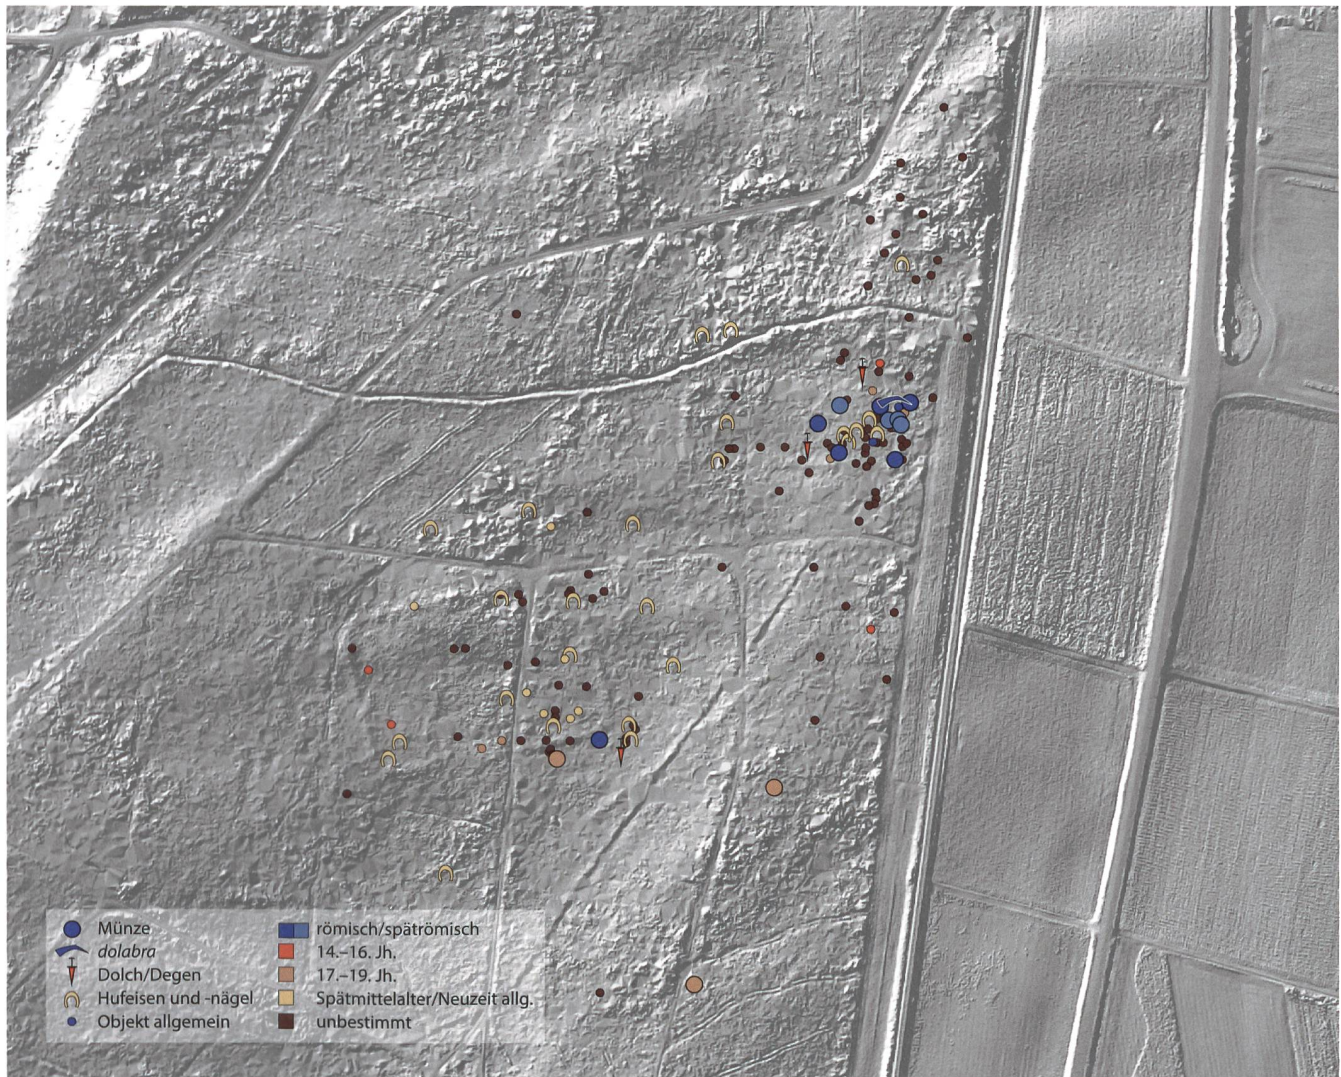 Münze
dolabra
Dolch/Degen
Hufeisen und -nägel
Objekt allgemein
römisch/spätrömisch
14.–16. Jh.
17.–19. Jh.
Spätmittelalter/Neuzeit allg.
unbestimmt